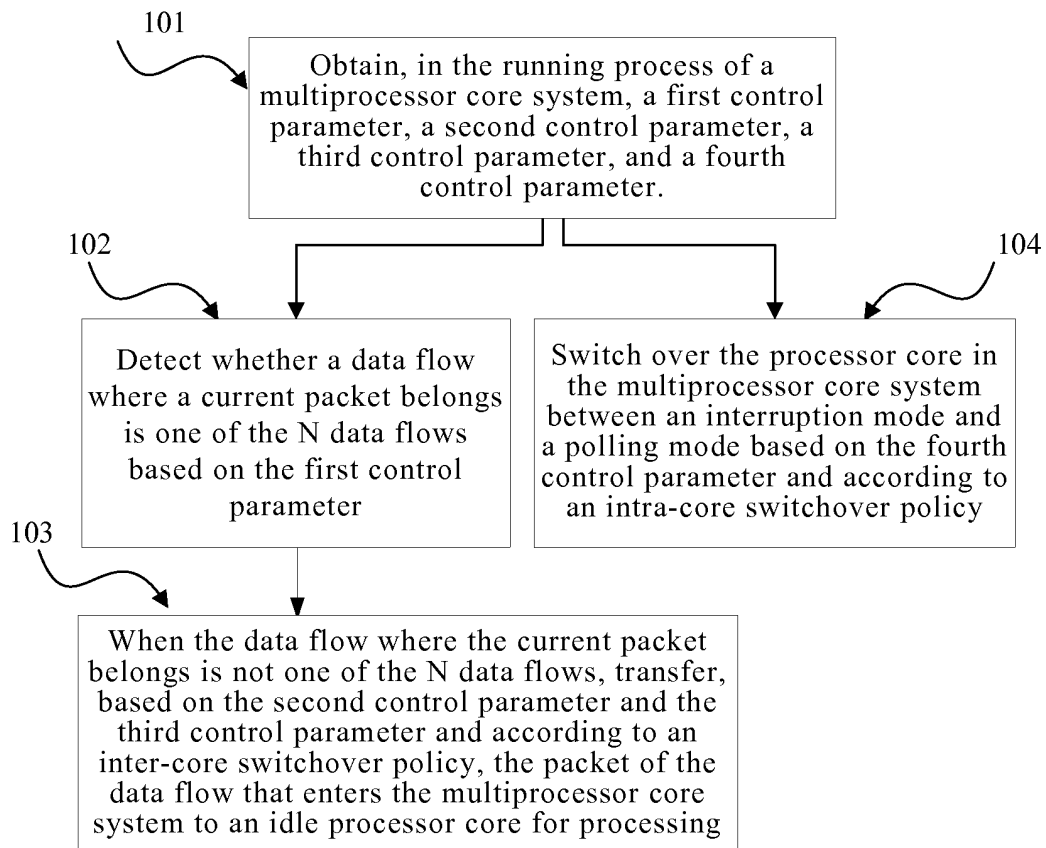 101
Obtain, in the running process of a
multiprocessor core system, a first control
parameter, a second control parameter, a
third control parameter, and a fourth
control parameter.
102
Detect whether a data flow
where a current packet belongs
is one of the N data flows
based on the first control
parameter
104
Switch over the processor core in
the multiprocessor core system
between an interruption mode and
a polling mode based on the fourth
control parameter and according to
an intra-core switchover policy
103
When the data flow where the current packet
belongs is not one of the N data flows, transfer,
based on the second control parameter and the
third control parameter and according to an
inter-core switchover policy, the packet of the
data flow that enters the multiprocessor core
system to an idle processor core for processing